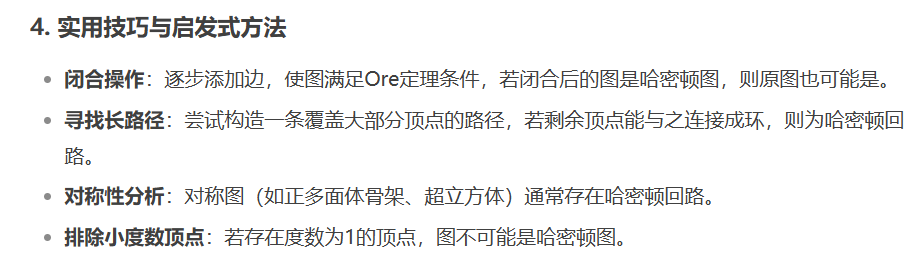 4. 实用技巧与启发式方法
闭合操作：逐步添加边，使图满足Ore定理条件，若闭合后的图是哈密顿图，则原图也可能是。
寻找长路径：尝试构造一条覆盖大部分顶点的路径，若剩余顶点能与之连接成环，则为哈密顿回
路。
对称性分析：对称图（如正多面体骨架、超立方体）通常存在哈密顿回路。
排除小度数顶点：若存在度数为1的顶点，图不可能是哈密顿图。